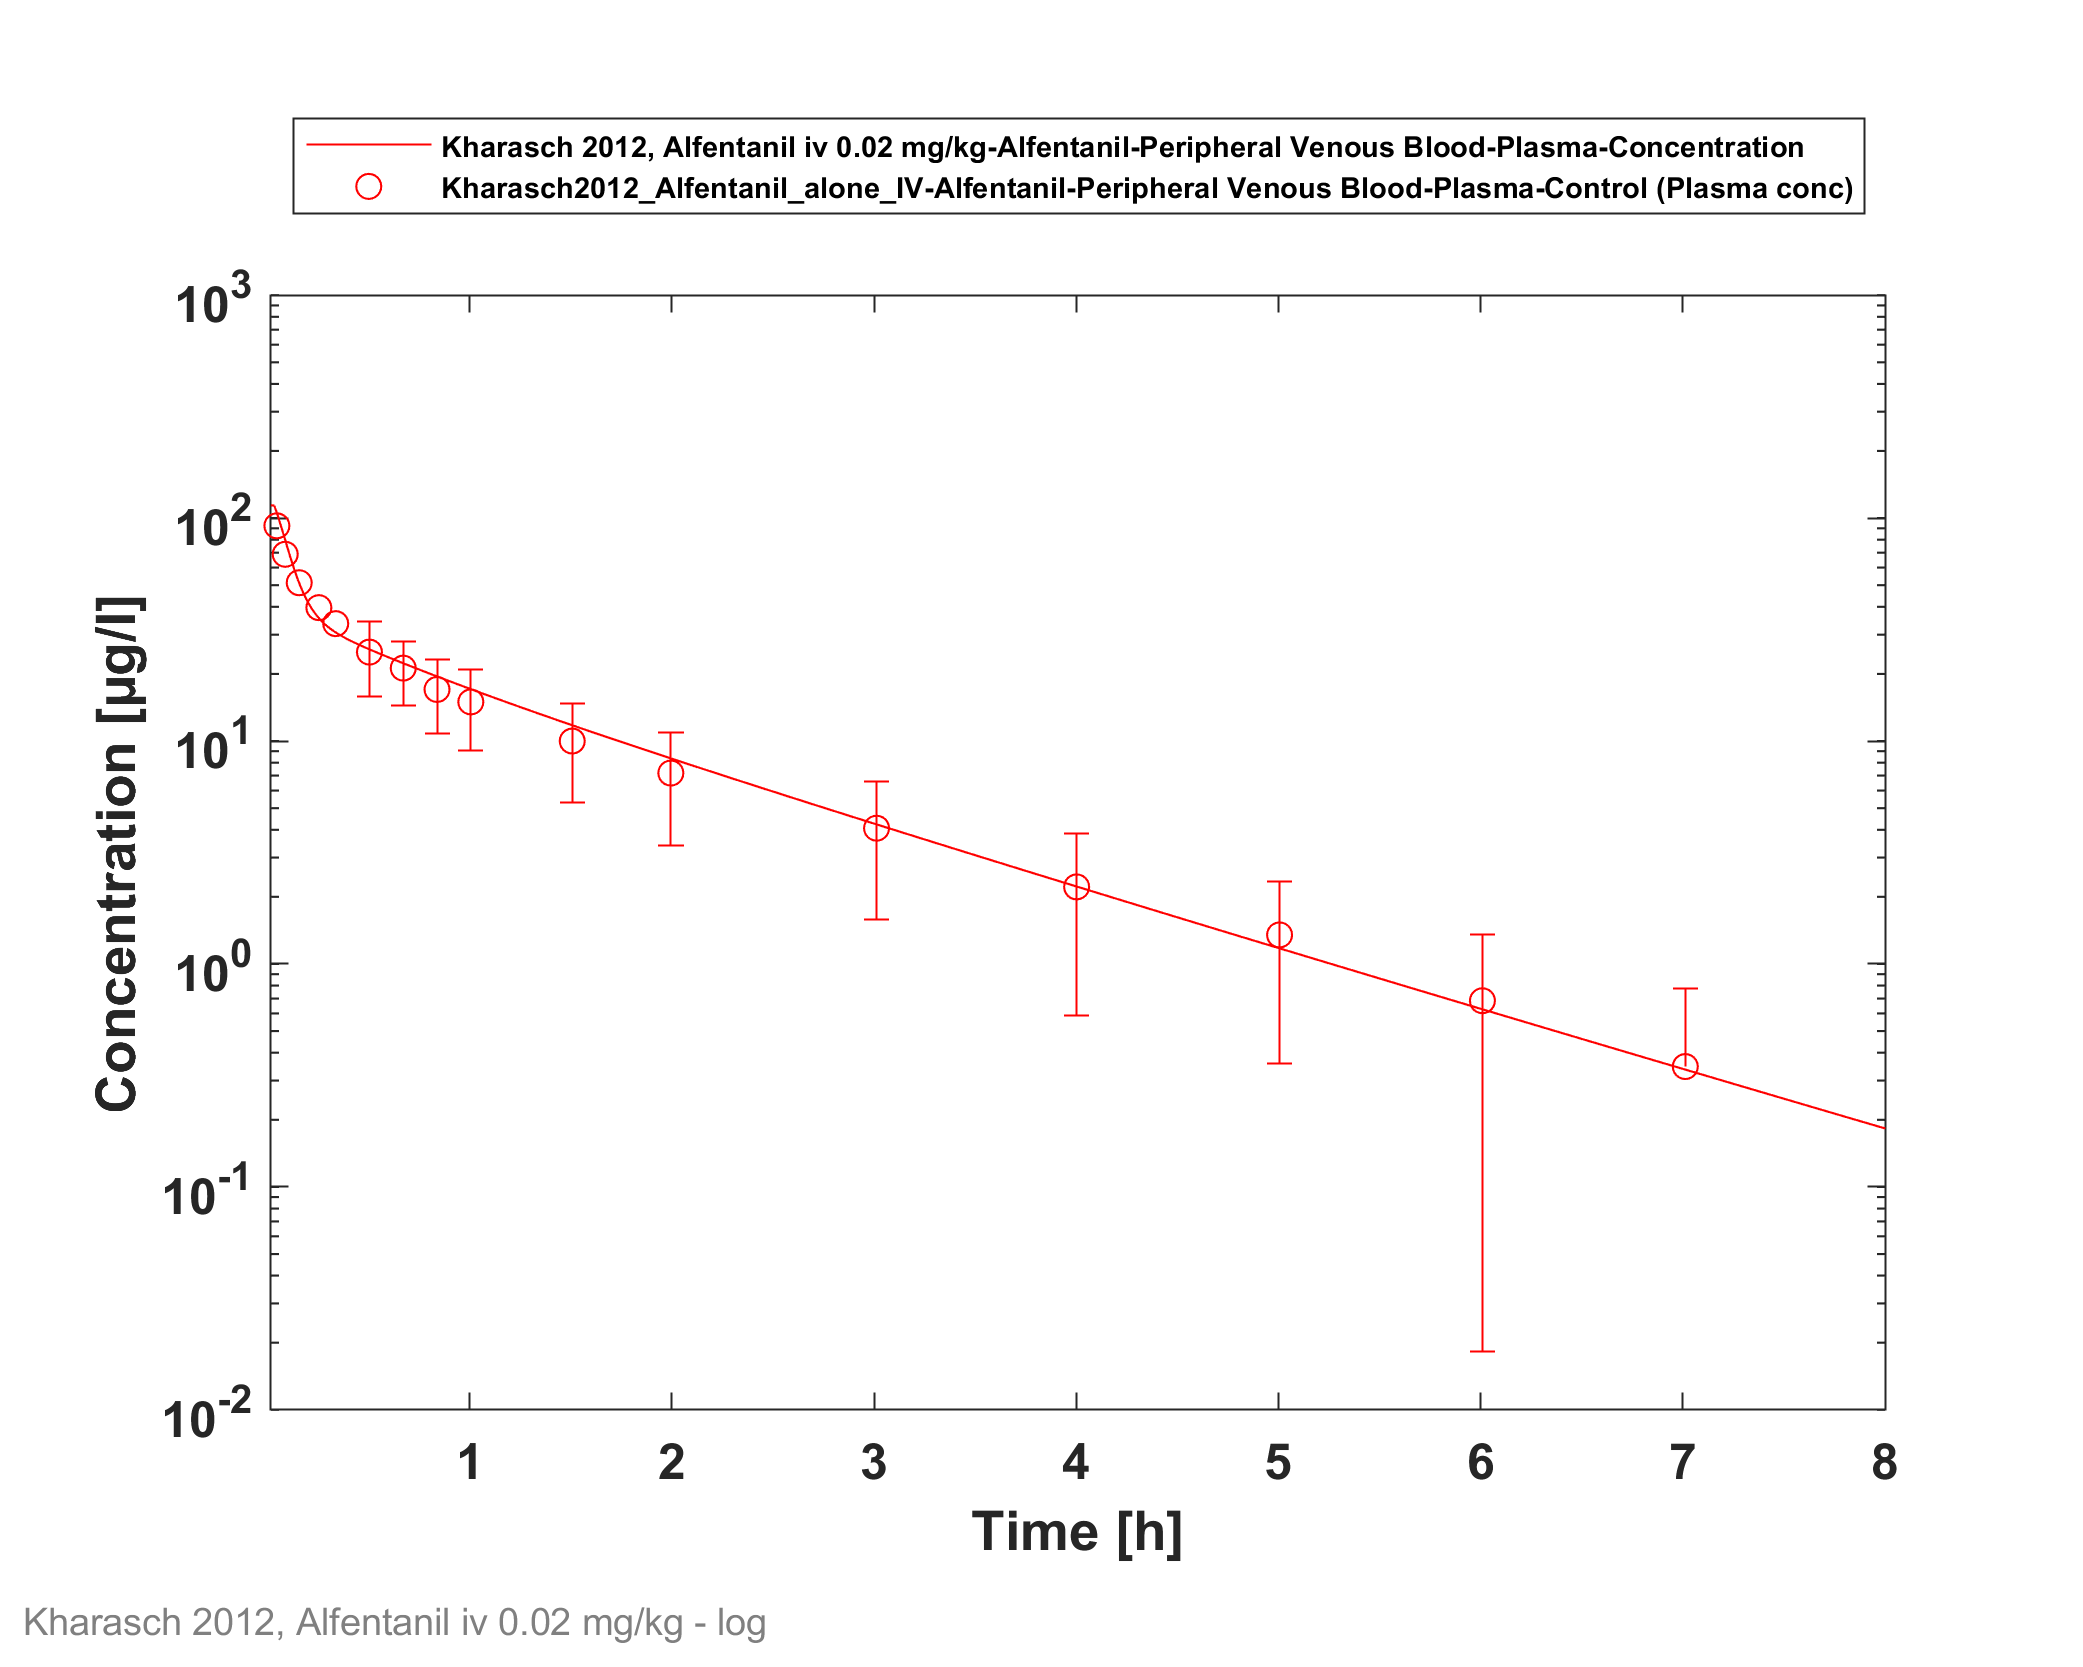 Kharasch 2012, Alfentanil iv 0.02 mg/kg-Alfentanil-Peripheral Venous Blood-Plasma-Concentration
Kharasch2012_Alfentanil_alone_IV-Alfentanil-Peripheral Venous Blood-Plasma-Control (Plasma conc)
10^3
10^2
10^1
10^0
10^-1
10^-2
Concentration [µg/l]
1 2 3 4 5 6 7 8
Time [h]
Kharasch 2012, Alfentanil iv 0.02 mg/kg - log